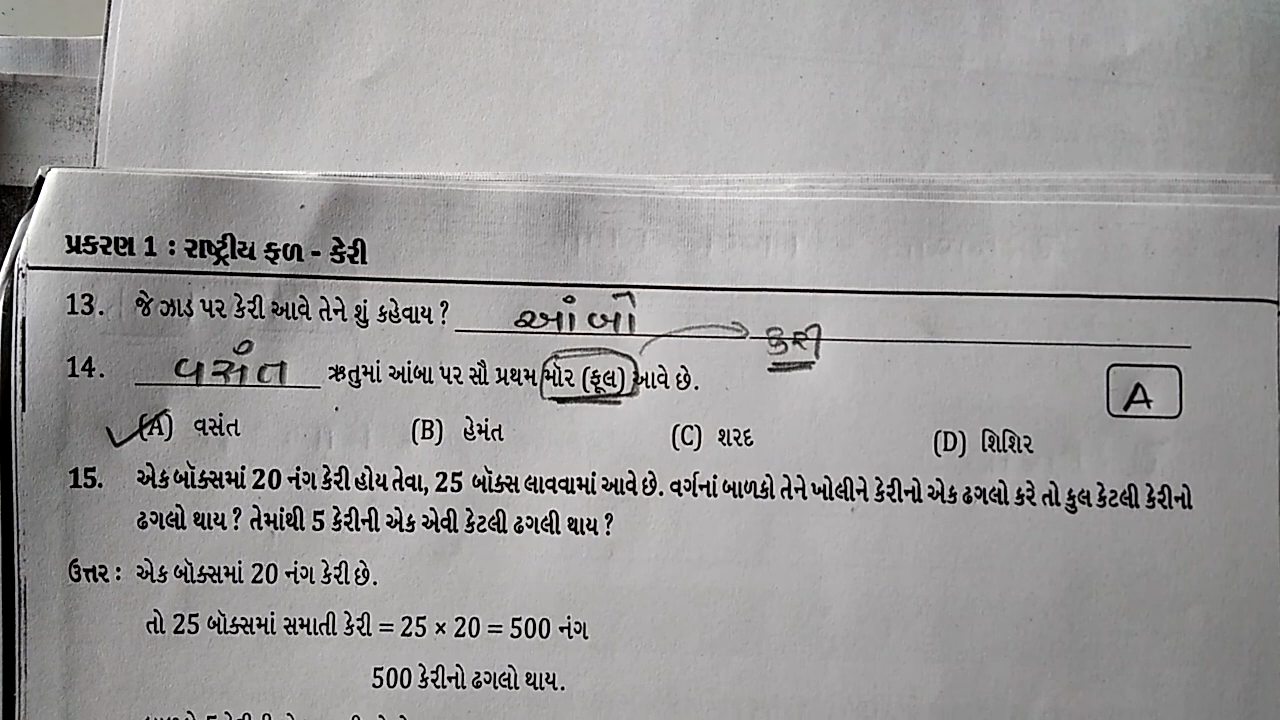 પ્રકરણ 1 : રાષ્ટ્રીય ફળ - કેરી
13. જે ઝાડ પર કેરી આવે તેને શું કહેવાય ? આંબો
કેરી
14. વસંત ઋતુમાં આંબા પર સૌ પ્રથમ મૉર (ફૂલ) આવે છે.
A
(A) વસંત (B) હેમંત (C) શરદ (D) શિશિર
15. એક બૉક્સમાં 20 નંગ કેરી હોય તેવા, 25 બૉક્સ લાવવામાં આવે છે. વર્ગનાં બાળકો તેને ખોલીને કેરીનો એક ઢગલો કરે તો કુલ કેટલી કેરીનો
ઢગલો થાય ? તેમાંથી 5 કેરીની એક એવી કેટલી ઢગલી થાય ?
ઉત્તર : એક બૉક્સમાં 20 નંગ કેરી છે.
તો 25 બૉક્સમાં સમાતી કેરી = 25 × 20 = 500 નંગ
500 કેરીનો ઢગલો થાય.